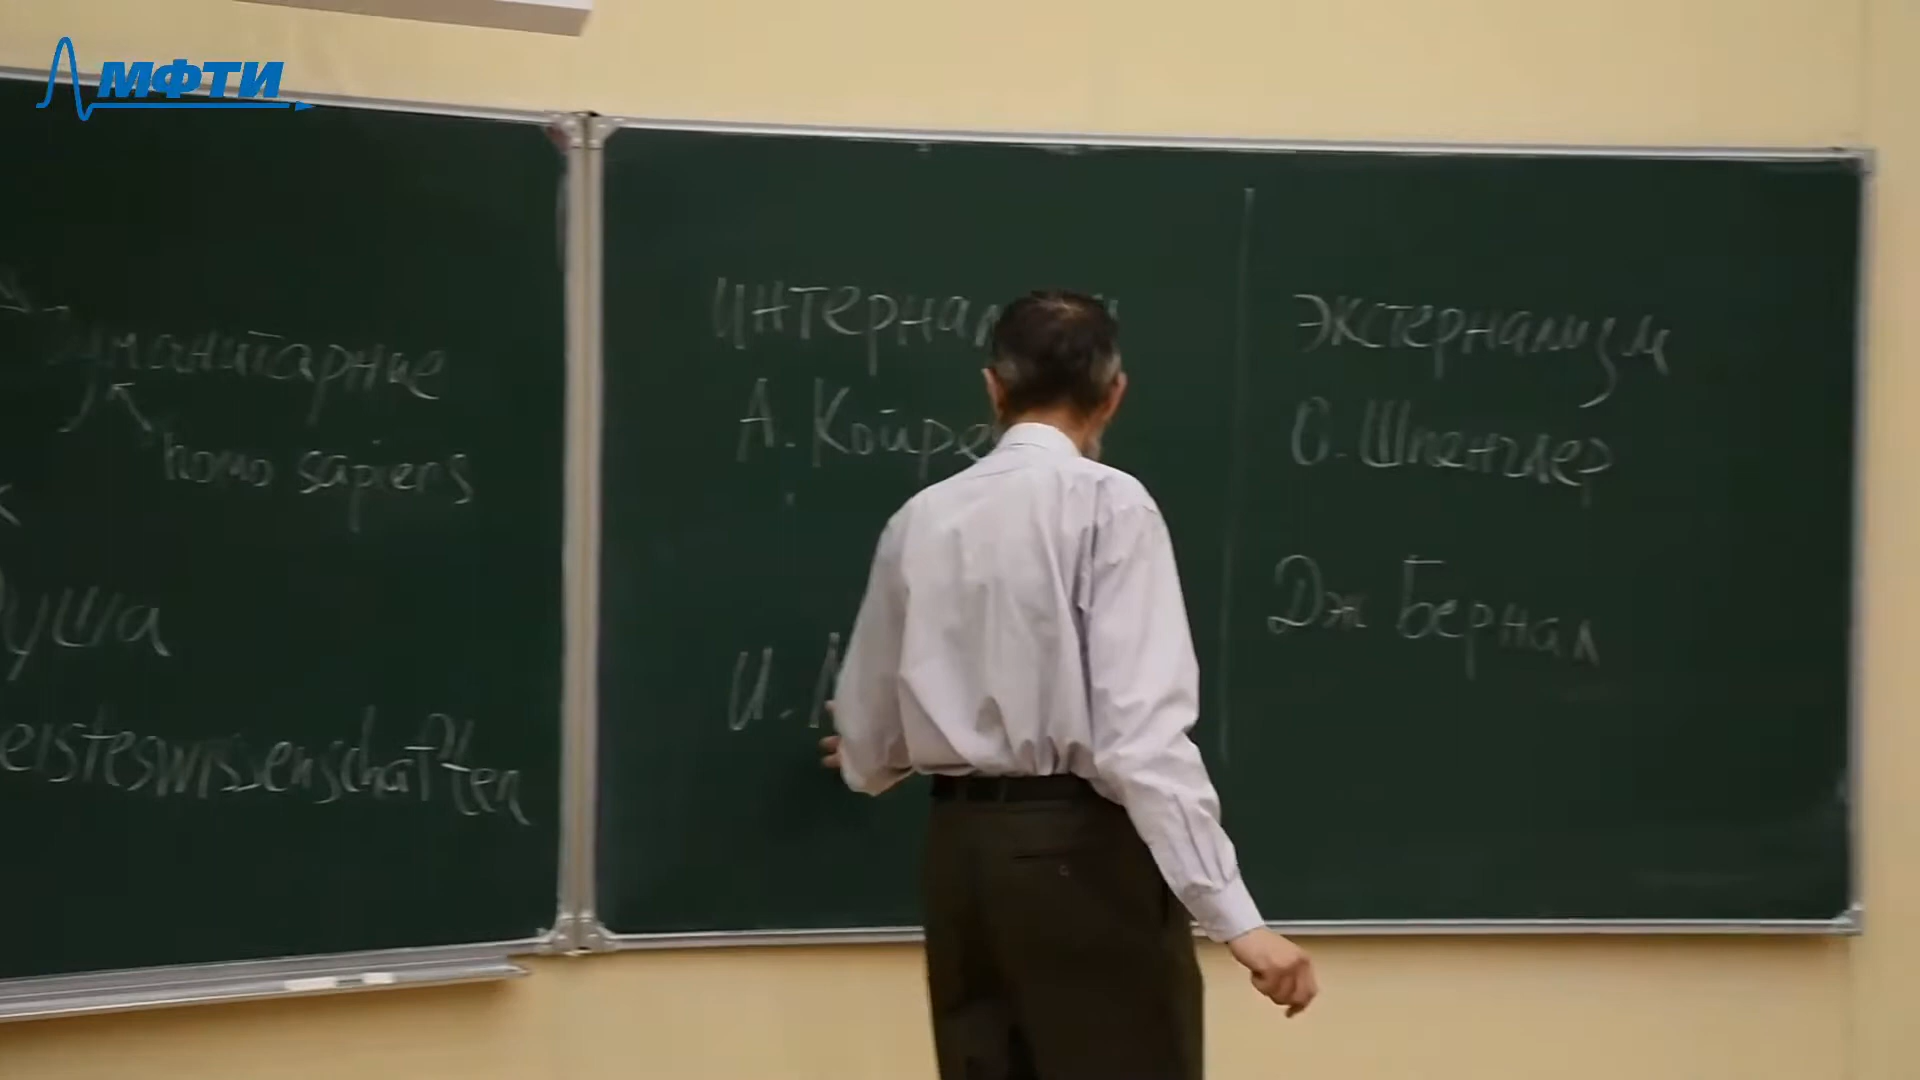 МФТИ
гуманитарные
homo sapiens
душа
eisteswissenschaften
интернал
А. Койре
И.
экстернализм
О. Шпенглер
Дж Бернал